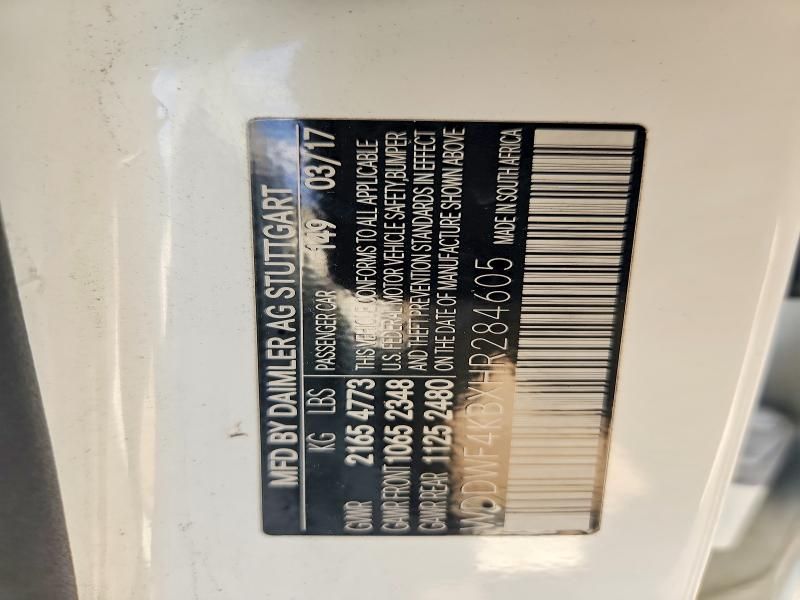 MFD BY DAIMLER AG STUTTGART
KG LBS PASSENGER CAR 149 03/17
GVWR 2165 4773 THIS VEHICLE CONFORMS TO ALL APPLICABLE
GAWR FRONT 1065 2348 U.S. FEDERAL MOTOR VEHICLE SAFETY, BUMPER
GAWR REAR 1125 2480 AND THEFT PREVENTION STANDARDS IN EFFECT
ON THE DATE OF MANUFACTURE SHOWN ABOVE
WDDWF4KBXHR284605 MADE IN SOUTH AFRICA